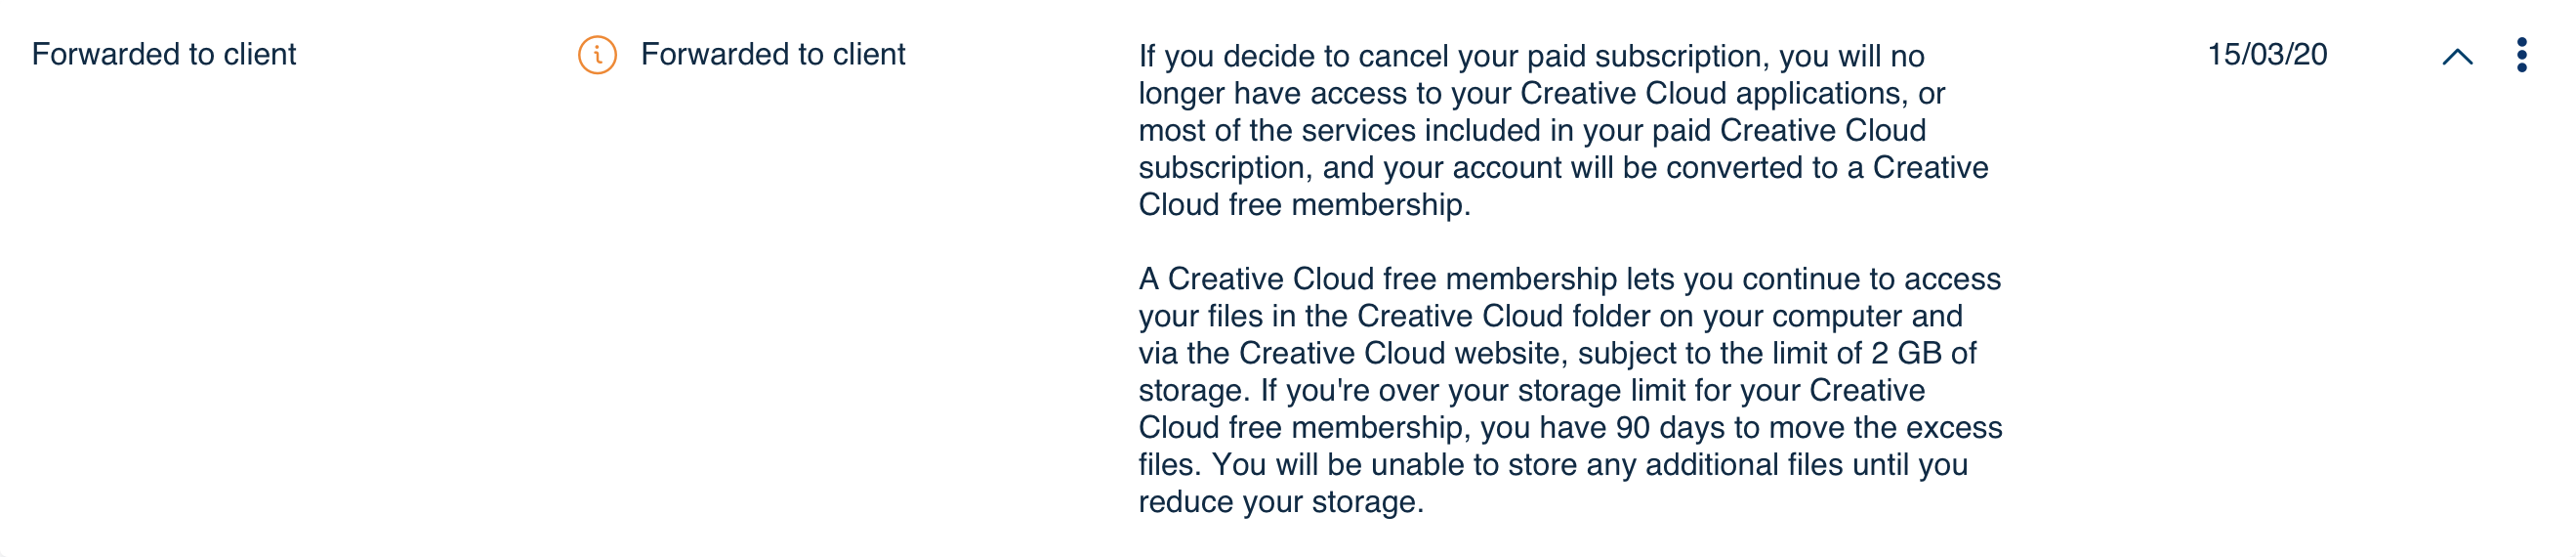 Forwarded to client
Forwarded to client
If you decide to cancel your paid subscription, you will no
longer have access to your Creative Cloud applications, or
most of the services included in your paid Creative Cloud
subscription, and your account will be converted to a Creative
Cloud free membership.
A Creative Cloud free membership lets you continue to access
your files in the Creative Cloud folder on your computer and
via the Creative Cloud website, subject to the limit of 2 GB of
storage. If you're over your storage limit for your Creative
Cloud free membership, you have 90 days to move the excess
files. You will be unable to store any additional files until you
reduce your storage.
15/03/20